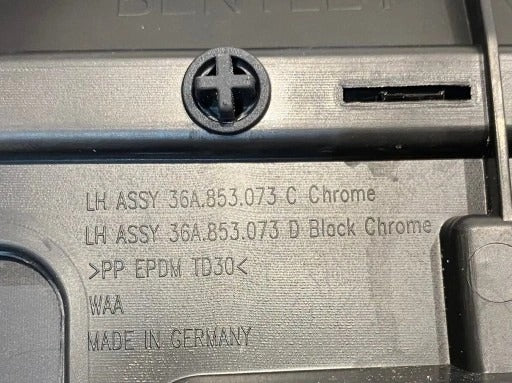 BENTLEY
LH ASSY 36A.853.073 C Chrome
LH ASSY 36A.853.073 D Black Chrome
>PP EPDM TD30<
WAA
MADE IN GERMANY